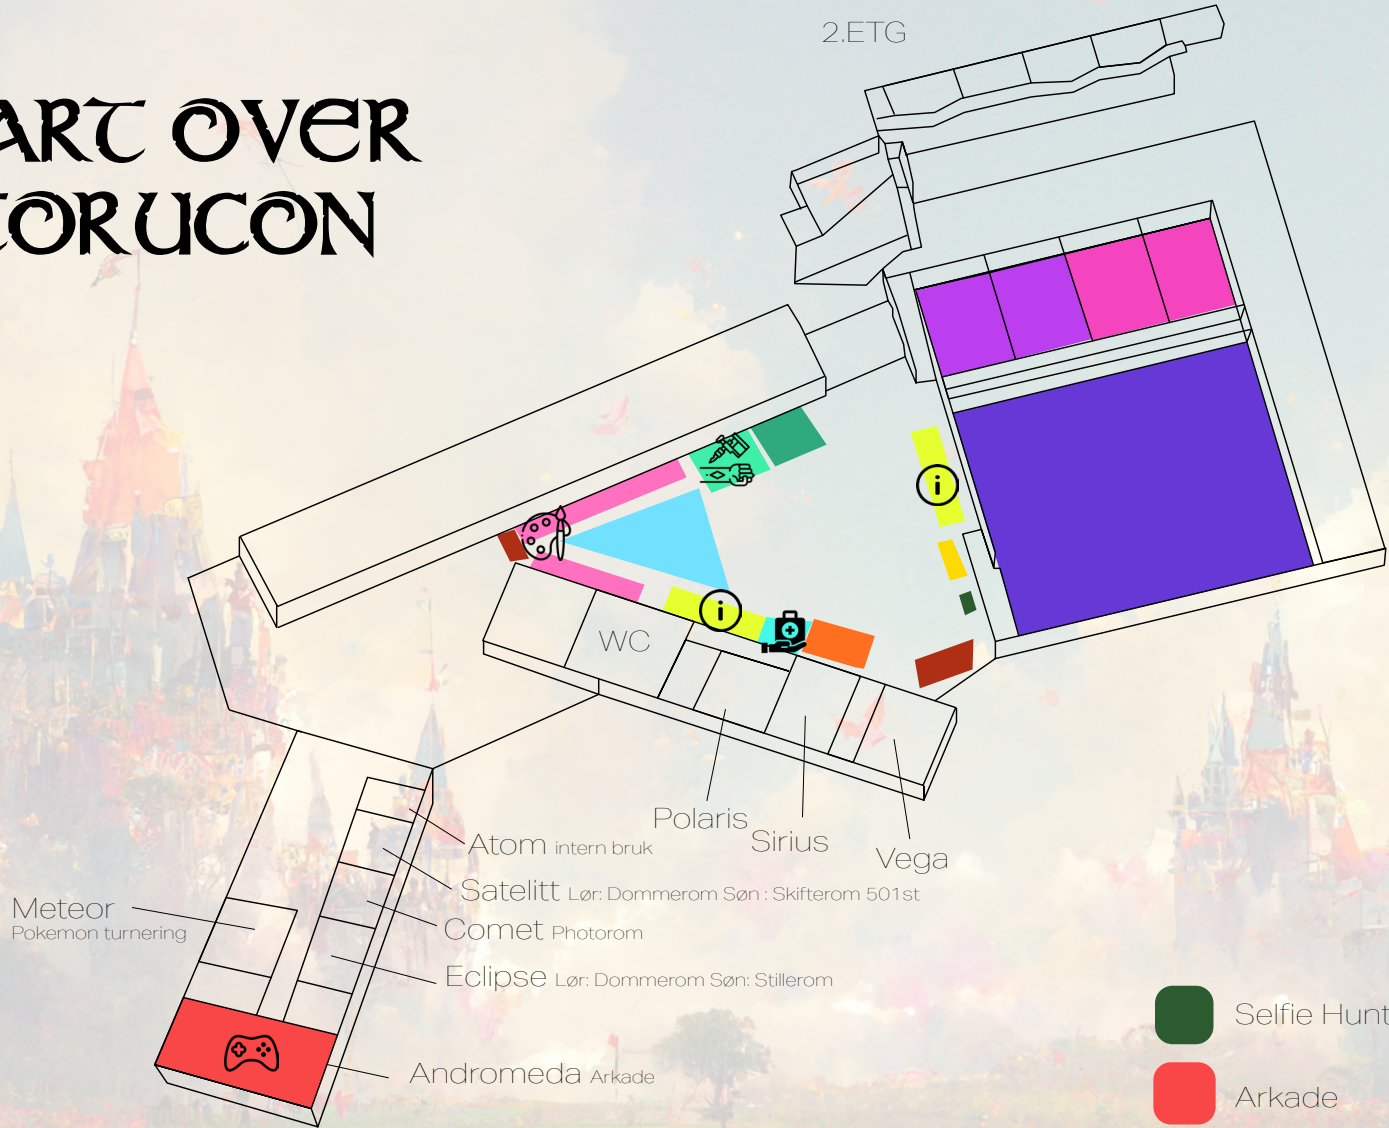 2.ETG
ART OVER
TORUCON
WC
Polaris
Sirius
Vega
Atom intern bruk
Satelitt Lør: Dommerom Søn : Skifterom 501st
Comet Photorom
Eclipse Lør: Dommerom Søn: Stillerom
Meteor
Pokemon turnering
Andromeda Arkade
Selfie Hunt
Arkade